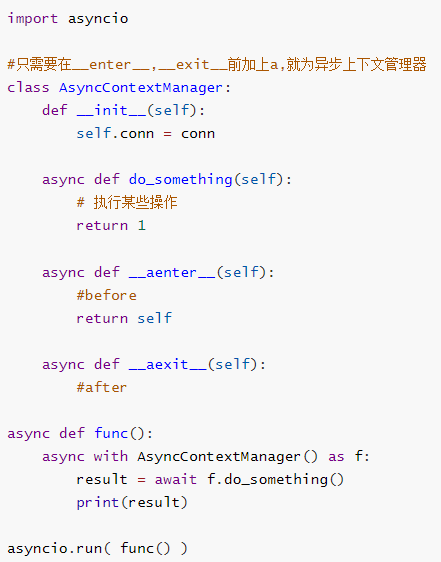 import asyncio
#只需要在__enter__,__exit__前加上a,就为异步上下文管理器
class AsyncContextManager:
    def __init__(self):
        self.conn = conn
    async def do_something(self):
        # 执行某些操作
        return 1
    async def __aenter__(self):
        #before
        return self
    async def __aexit__(self):
        #after
async def func():
    async with AsyncContextManager() as f:
        result = await f.do_something()
        print(result)
asyncio.run( func() )